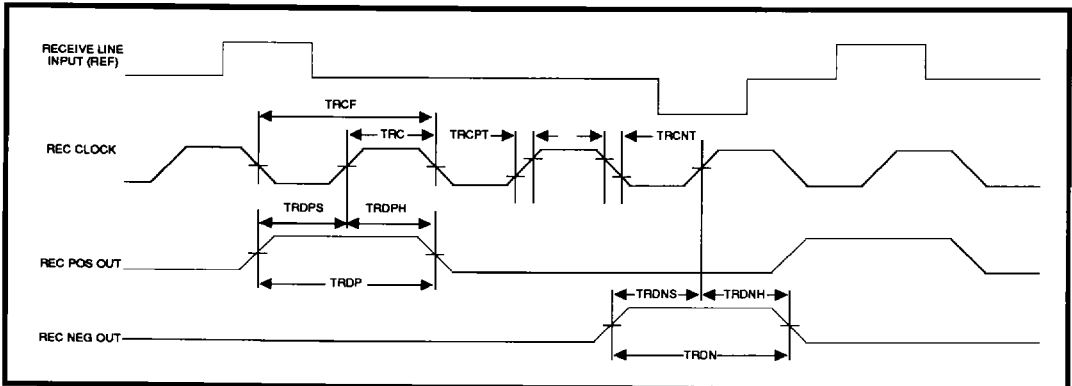 RECEIVE LINE
INPUT (REF)
TRCF
TRC
TRCPT
TRCNT
REC CLOCK
TRDPS
TRDPH
REC POS OUT
TRDP
TRDNS
TRDNH
REC NEG OUT
TRDN